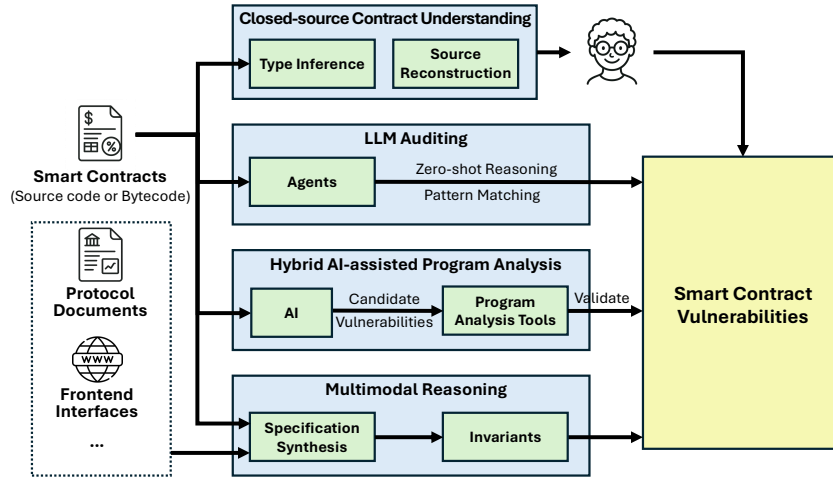 Closed-source Contract Understanding
Type Inference
Source
Reconstruction
$
%
Smart Contracts
(Source code or Bytecode)
LLM Auditing
Agents
Zero-shot Reasoning
Pattern Matching
Protocol
Documents
WWW
Frontend
Interfaces
...
Hybrid AI-assisted Program Analysis
AI
Candidate
Vulnerabilities
Program
Analysis Tools
Validate
Multimodal Reasoning
Specification
Synthesis
Invariants
Smart Contract
Vulnerabilities